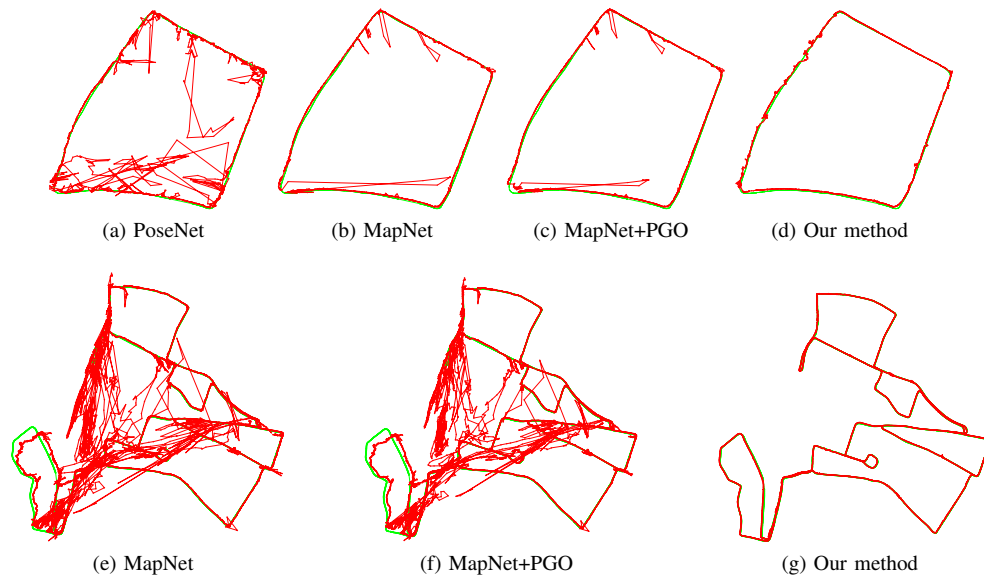 (a) PoseNet
(b) MapNet
(c) MapNet+PGO
(d) Our method
(e) MapNet
(f) MapNet+PGO
(g) Our method